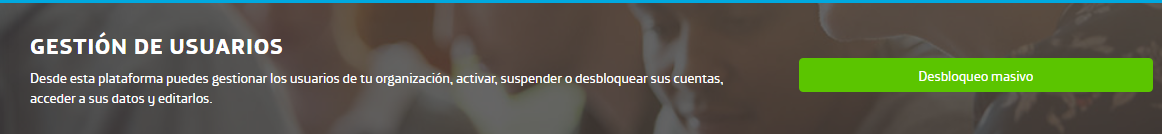 GESTIÓN DE USUARIOS
Desde esta plataforma puedes gestionar los usuarios de tu organización, activar, suspender o desbloquear sus cuentas,
acceder a sus datos y editarlos.
Desbloqueo masivo